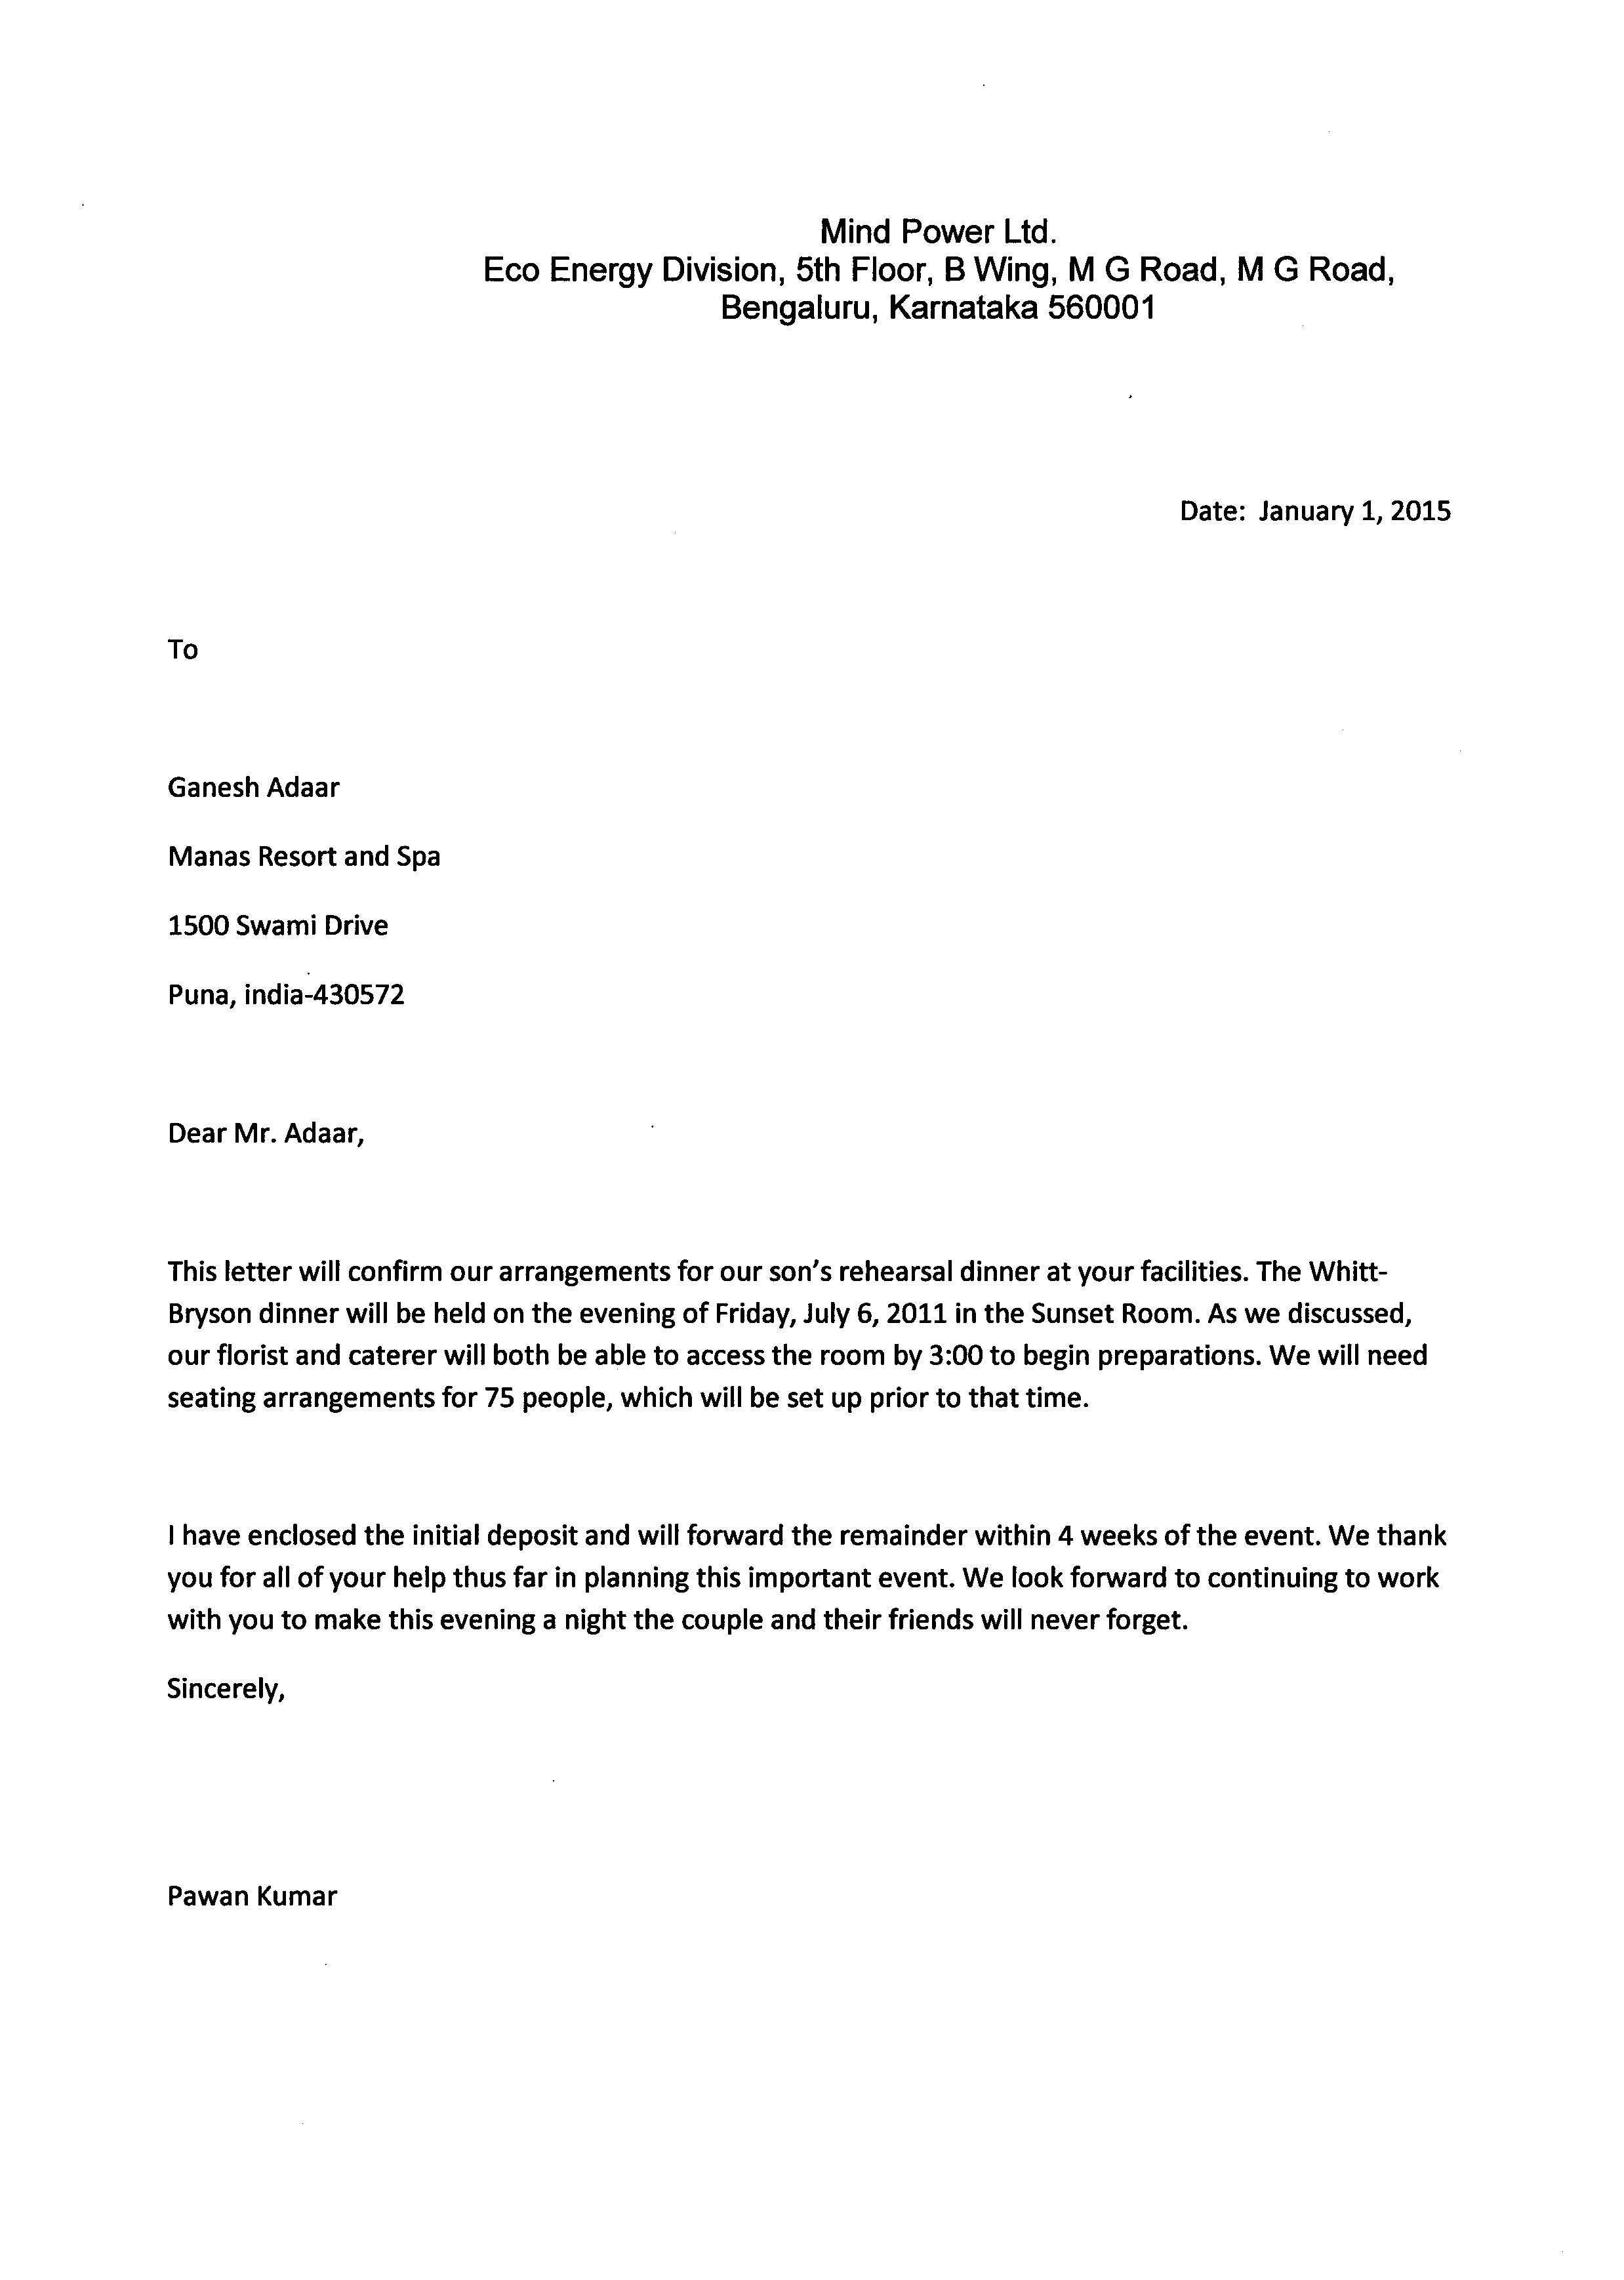 Mind Power Ltd.
Eco Energy Division, 5th Floor, B Wing, M G Road, M G Road,
Bengaluru, Karnataka 560001
Date: January 1, 2015
To
Ganesh Adaar
Manas Resort and Spa
1500 Swami Drive
Puna, india-430572
Dear Mr. Adaar,
This letter will confirm our arrangements for our son's rehearsal dinner at your facilities. The Whitt-
Bryson dinner will be held on the evening of Friday, July 6, 2011 in the Sunset Room. As we discussed,
our florist and caterer will both be able to access the room by 3:00 to begin preparations. We will need
seating arrangements for 75 people, which will be set up prior to that time.
I have enclosed the initial deposit and will forward the remainder within 4 weeks of the event. We thank
you for all of your help thus far in planning this important event. We look forward to continuing to work
with you to make this evening a night the couple and their friends will never forget.
Sincerely,
Pawan Kumar